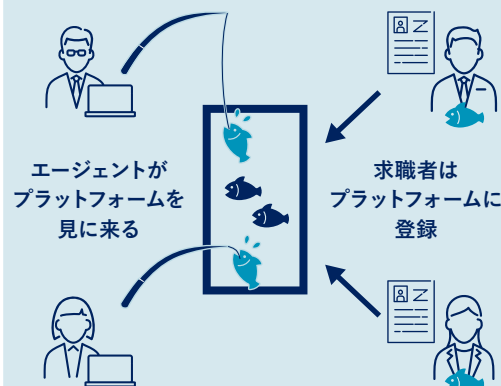 エージェントが
プラットフォームを
見に来る
求職者は
プラットフォームに
登録